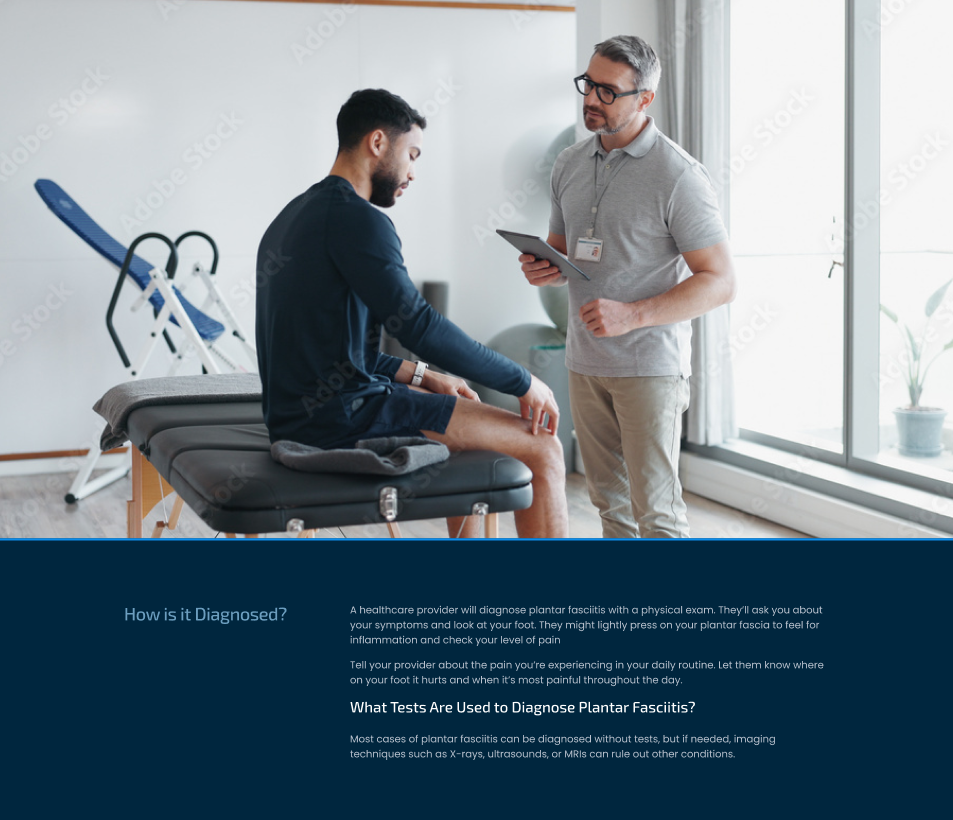 How is it Diagnosed?
A healthcare provider will diagnose plantar fasciitis with a physical exam. They'll ask you about
your symptoms and look at your foot. They might lightly press on your plantar fascia to feel for
inflammation and check your level of pain
Tell your provider about the pain you're experiencing in your daily routine. Let them know where
on your foot it hurts and when it's most painful throughout the day.
What Tests Are Used to Diagnose Plantar Fasciitis?
Most cases of plantar fasciitis can be diagnosed without tests, but if needed, imaging
techniques such as X-rays, ultrasounds, or MRIs can rule out other conditions.
Adobe Stock